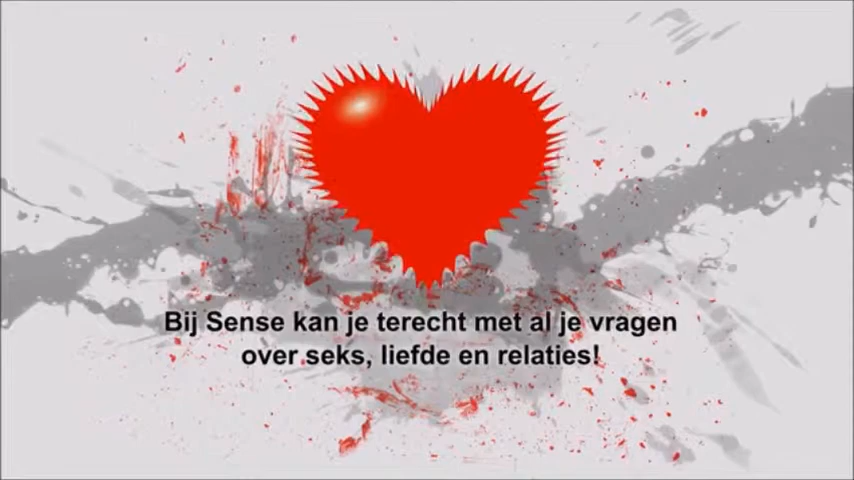 Bij Sense kan je terecht met al je vragen
over seks, liefde en relaties!